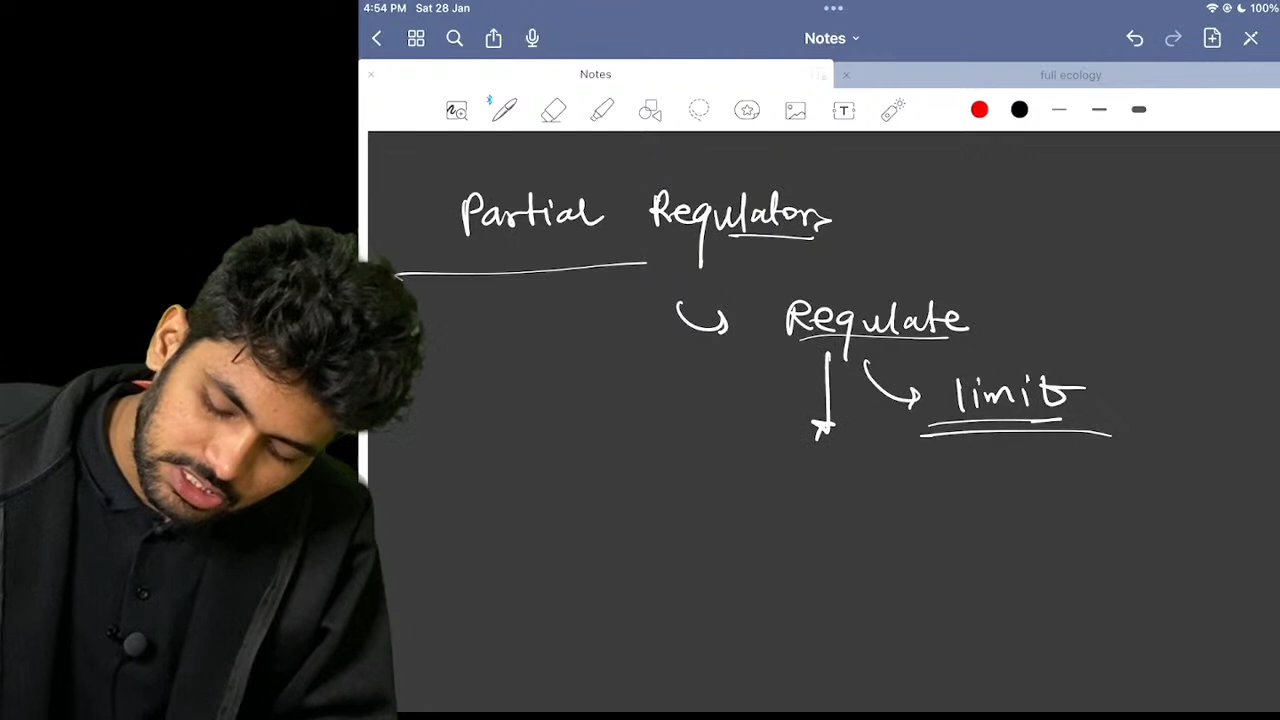 4:54 PM Sat 28 Jan
100%
Notes
Notes
full ecology
T
Partial Regulators
Regulate
limit